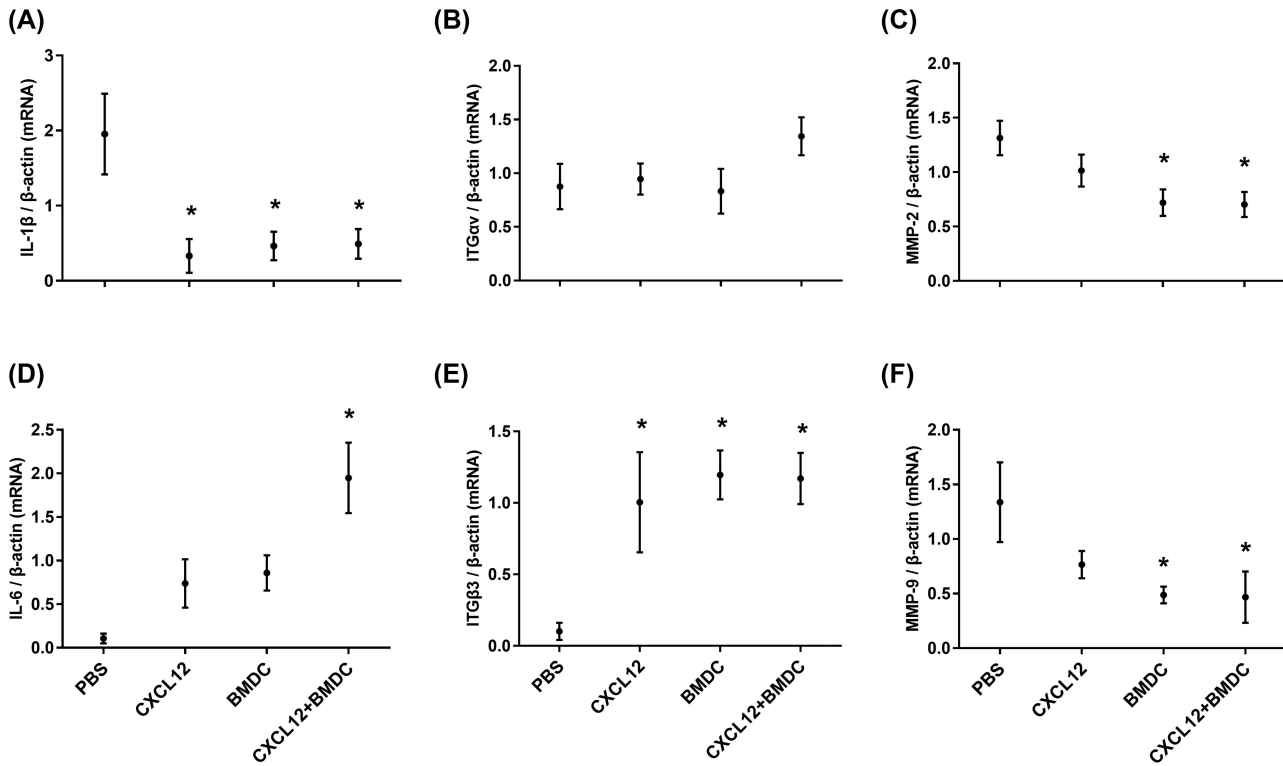 (A)
IL-1β / β-actin (mRNA)
3
2
1
0
*
*
*
(B)
ITGαv / β-actin (mRNA)
2.0
1.5
1.0
0.5
0.0
(C)
MMP-2 / β-actin (mRNA)
2.0
1.5
1.0
0.5
0.0
*
*
(D)
IL-6 / β-actin (mRNA)
2.5
2.0
1.5
1.0
0.5
0.0
*
PBS
CXCL12
BMDC
CXCL12+BMDC
(E)
ITGβ3 / β-actin (mRNA)
1.5
1.0
0.5
0.0
*
*
*
PBS
CXCL12
BMDC
CXCL12+BMDC
(F)
MMP-9 / β-actin (mRNA)
2.0
1.5
1.0
0.5
0.0
*
*
PBS
CXCL12
BMDC
CXCL12+BMDC